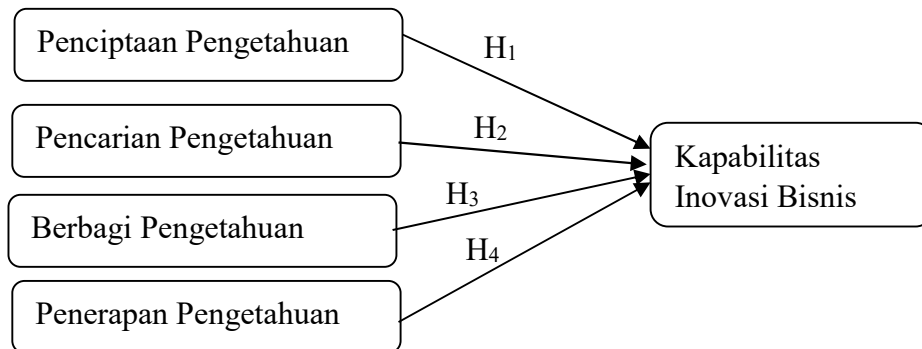 Penciptaan Pengetahuan
H₁
Pencarian Pengetahuan
H₂
Kapabilitas
Inovasi Bisnis
H₃
Berbagi Pengetahuan
H₄
Penerapan Pengetahuan